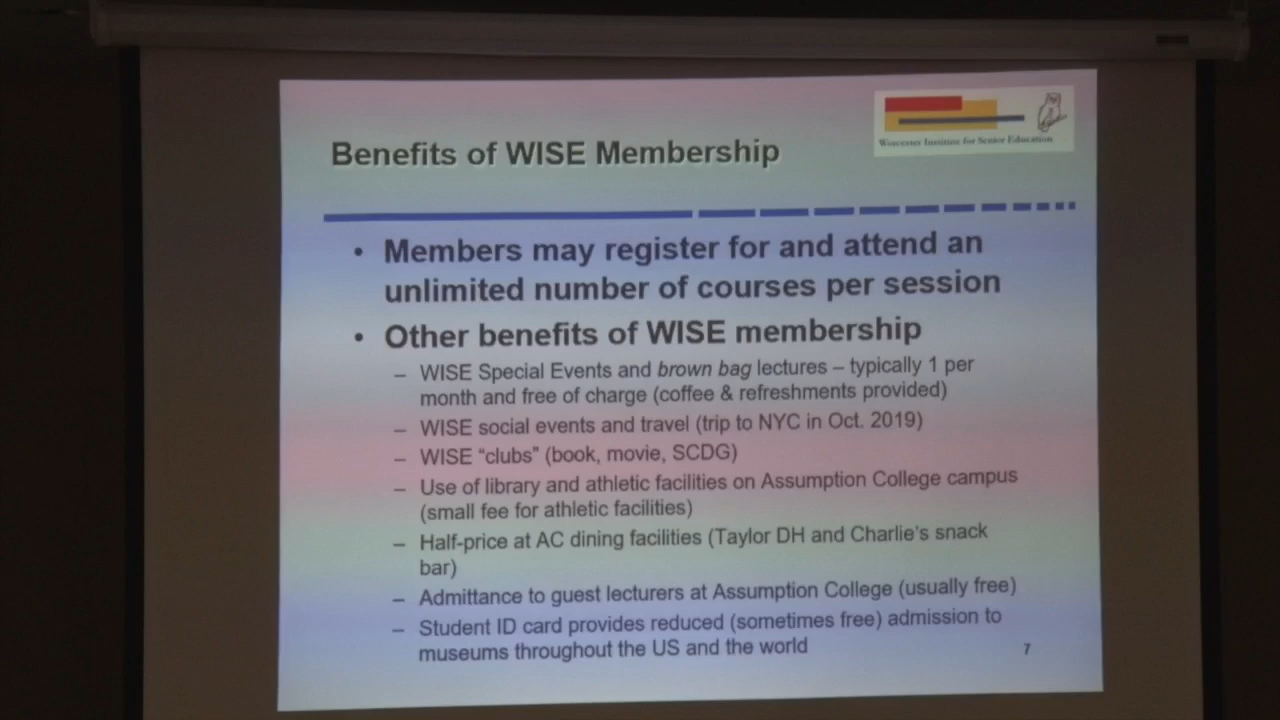 Worcester Institute for Senior Education
Benefits of WISE Membership
• Members may register for and attend an
unlimited number of courses per session
• Other benefits of WISE membership
– WISE Special Events and brown bag lectures – typically 1 per
month and free of charge (coffee & refreshments provided)
– WISE social events and travel (trip to NYC in Oct. 2019)
– WISE “clubs” (book, movie, SCDG)
– Use of library and athletic facilities on Assumption College campus
(small fee for athletic facilities)
– Half-price at AC dining facilities (Taylor DH and Charlie’s snack
bar)
– Admittance to guest lecturers at Assumption College (usually free)
– Student ID card provides reduced (sometimes free) admission to
museums throughout the US and the world
7